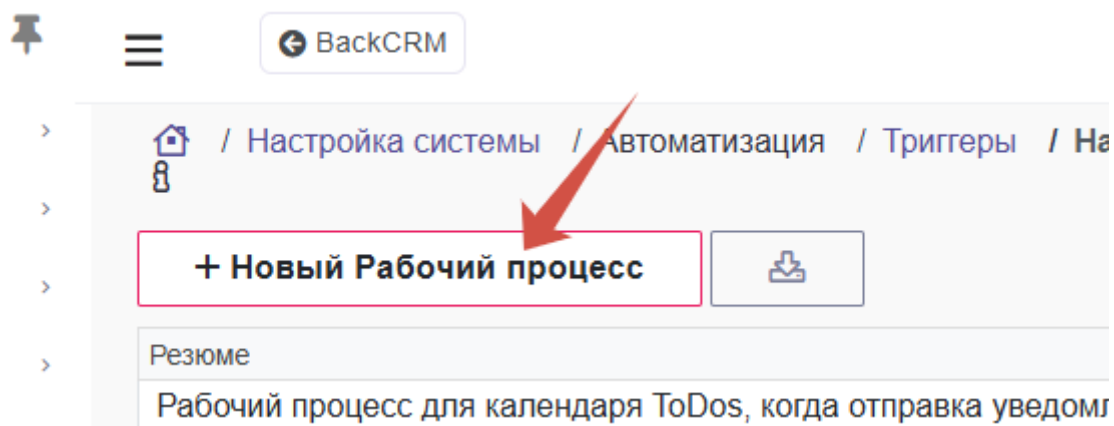 BackCRM
/ Настройка системы / Автоматизация / Триггеры / На
+ Новый Рабочий процесс
Резюме
Рабочий процесс для календаря ToDos, когда отправка уведомл